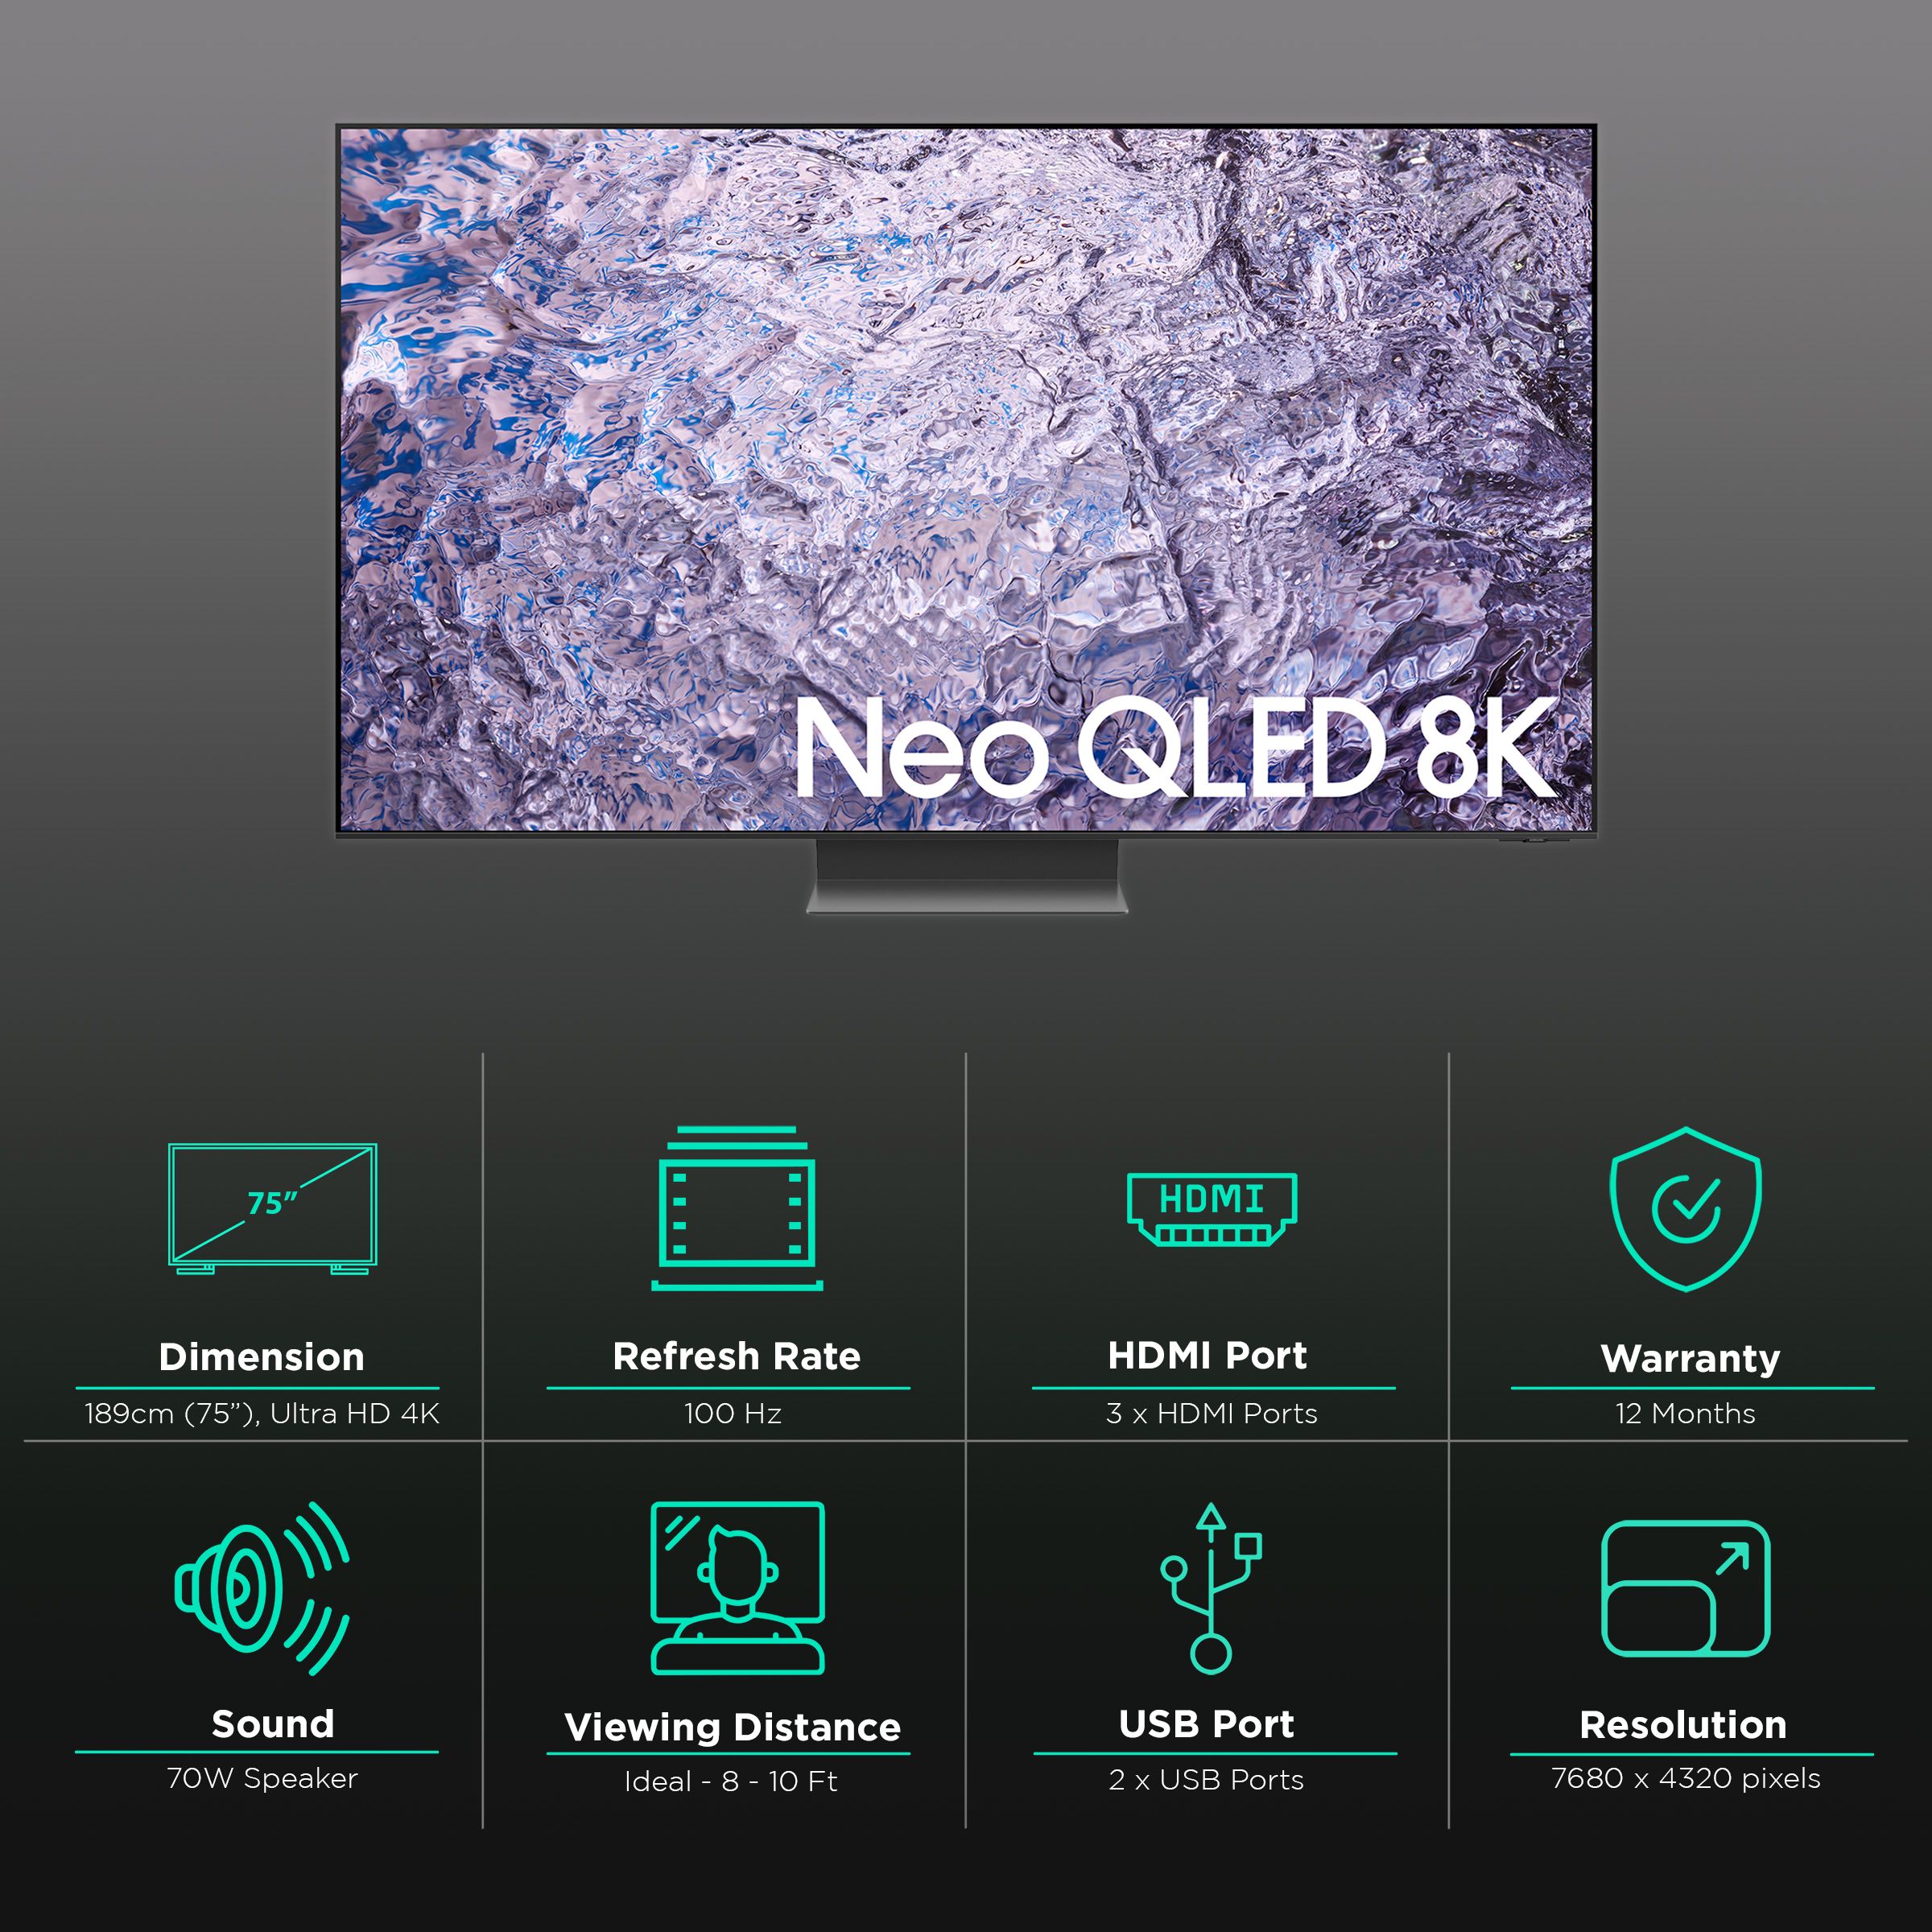 Neo QLED 8K
75”
HDMI
Dimension
189cm (75”), Ultra HD 4K
Refresh Rate
100 Hz
HDMI Port
3 x HDMI Ports
Warranty
12 Months
Sound
70W Speaker
Viewing Distance
Ideal - 8 - 10 Ft
USB Port
2 x USB Ports
Resolution
7680 x 4320 pixels